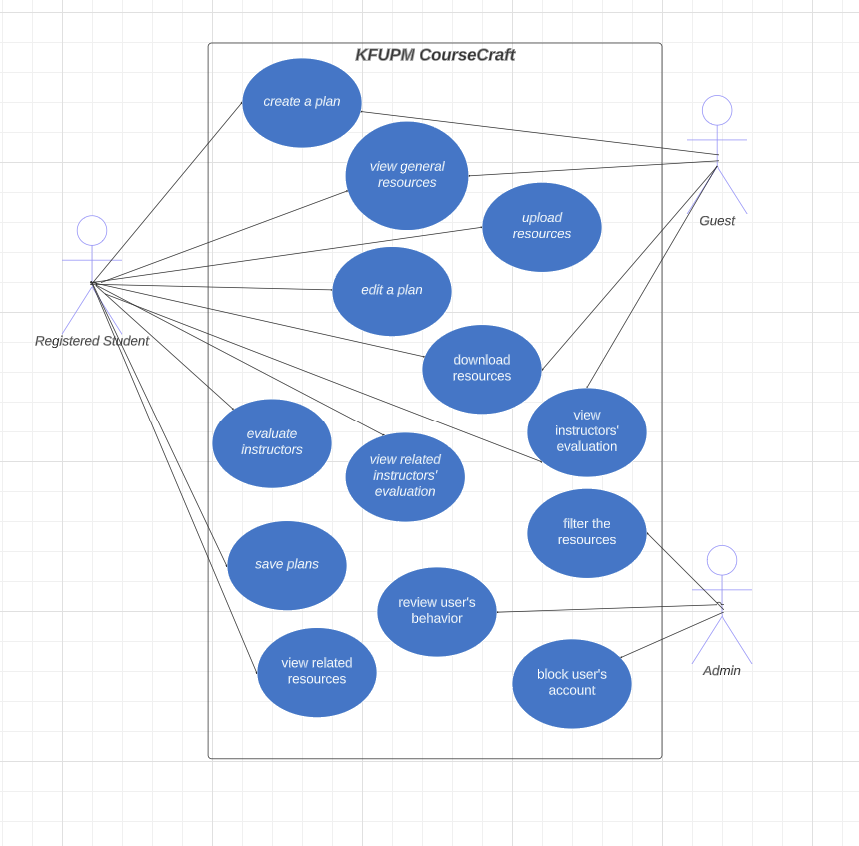 KFUPM CourseCraft
create a plan
view general
resources
upload
resources
Guest
edit a plan
Registered Student
download
resources
view
instructors'
evaluation
evaluate
instructors
view related
instructors'
evaluation
filter the
resources
save plans
review user's
behavior
view related
resources
block user's
account
Admin